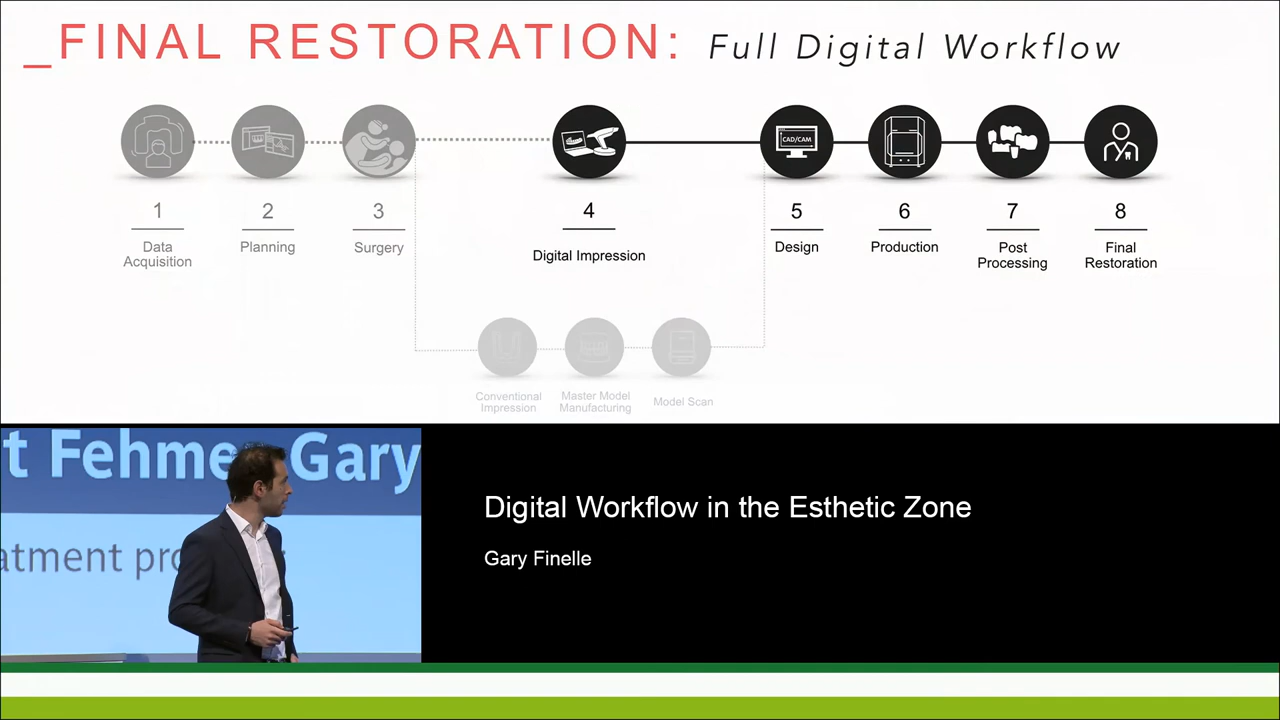 _FINAL RESTORATION: Full Digital Workflow
CAD/CAM
1
2
3
4
5
6
7
8
Data
Acquisition
Planning
Surgery
Digital Impression
Design
Production
Post
Processing
Final
Restoration
Conventional
Impression
Master Model
Manufacturing
Model Scan
t Fehme Gary
atment pro
Digital Workflow in the Esthetic Zone
Gary Finelle